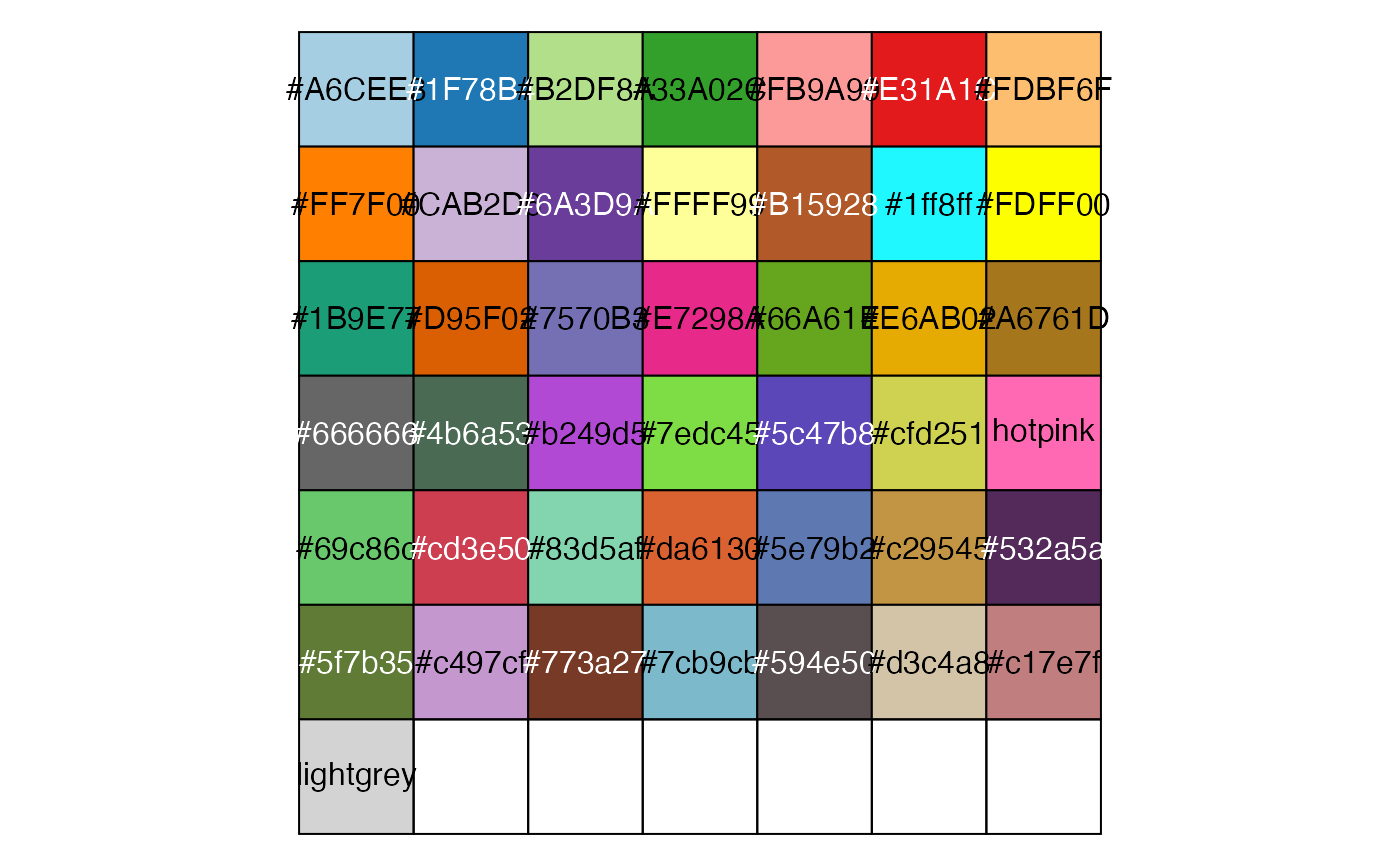 #A6CEE3 #1F78B4 #B2DF8A #33A02C #FB9A99 #E31A1C #FDBF6F
#FF7F00 #CAB2D6 #6A3D9A #FFFF99 #B15928 #1ff8ff #FDFF00
#1B9E77 #D95F02 #7570B3 #E7298A #66A61E #E6AB02 #A6761D
#666666 #4b6a53 #b249d5 #7edc45 #5c47b8 #cfd251 hotpink
#69c86c #cd3e50 #83d5af #da6130 #5e79b2 #c29545 #532a5a
#5f7b35 #c497cf #773a27 #7cb9cb #594e50 #d3c4a8 #c17e7f
lightgrey